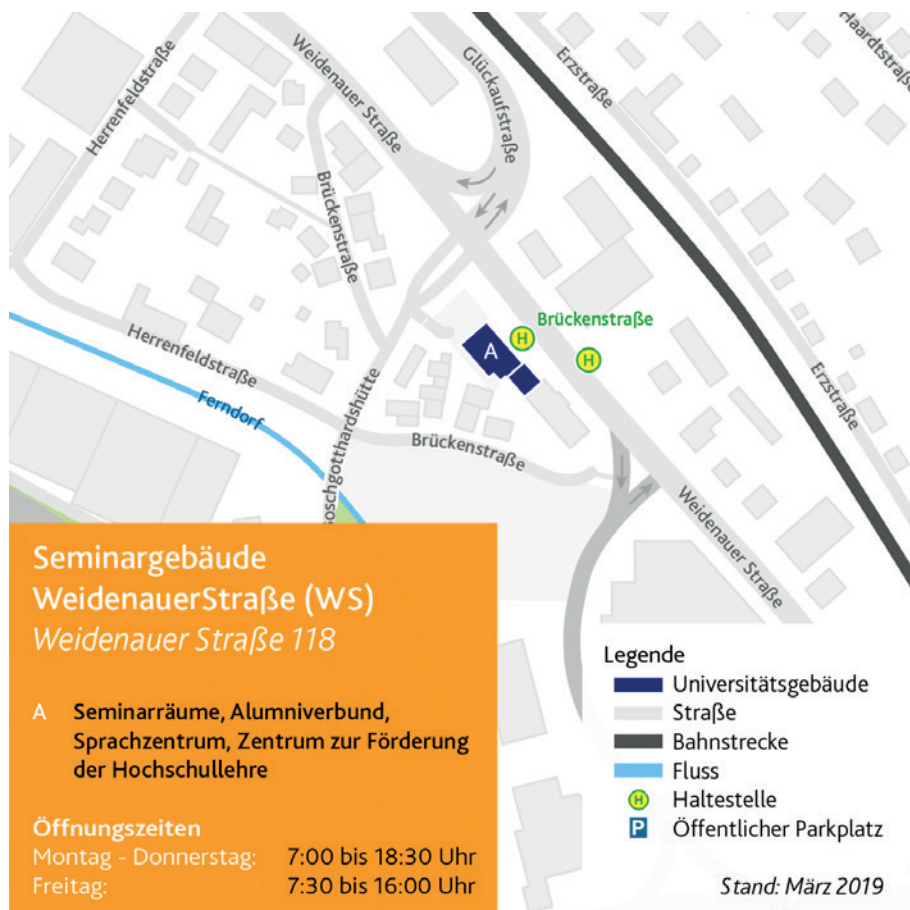 Weidenauer Straße
Glückaufstraße
Erzstraße
Haardtstraße
Herrenfeldstraße
Brückenstraße
Brückenstraße
H
H
A
Herrenfeldstraße
Ferndorf
Brückenstraße
Erzstraße
Weidenauer Straße
Seminargebäude
WeidenauerStraße (WS)
Weidenauer Straße 118
A Seminarräume, Alumniverbund,
Sprachzentrum, Zentrum zur Förderung
der Hochschullehre
Öffnungszeiten
Montag - Donnerstag: 7:00 bis 18:30 Uhr
Freitag: 7:30 bis 16:00 Uhr
Legende
Universitätsgebäude
Straße
Bahnstrecke
Fluss
H Haltestelle
P Öffentlicher Parkplatz
Stand: März 2019